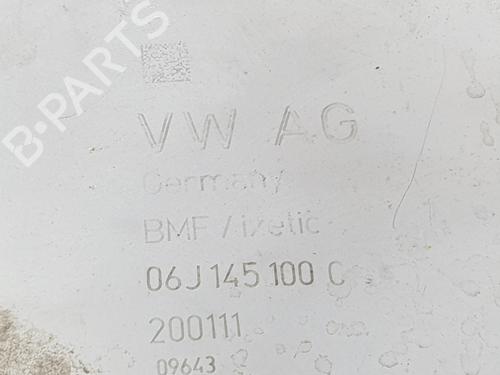 B-PARTS
VW AG
Germany
BMF / ixetic
06J 145 100 C
200111
09643